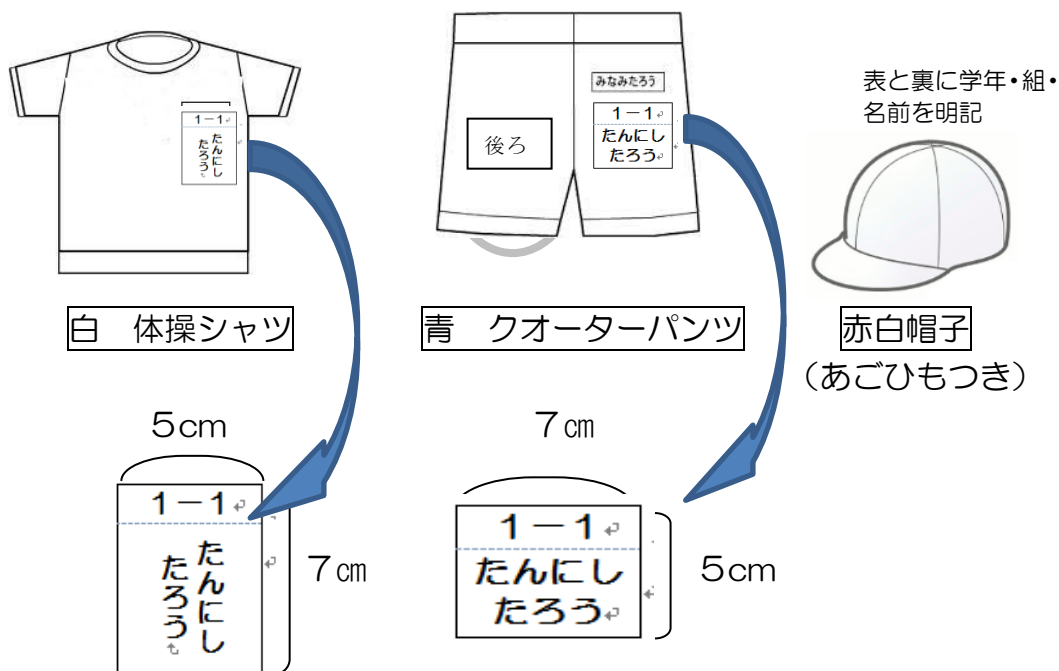 1－1
たんにし
たろう
みなみたろう
1－1
たんにし
たろう
後ろ
表と裏に学年・組・
名前を明記
白　体操シャツ
青　クオーターパンツ
赤白帽子
（あごひもつき）
5cm
1－1
たんにし
たろう
7㎝
7㎝
1－1
たんにし
たろう
5cm